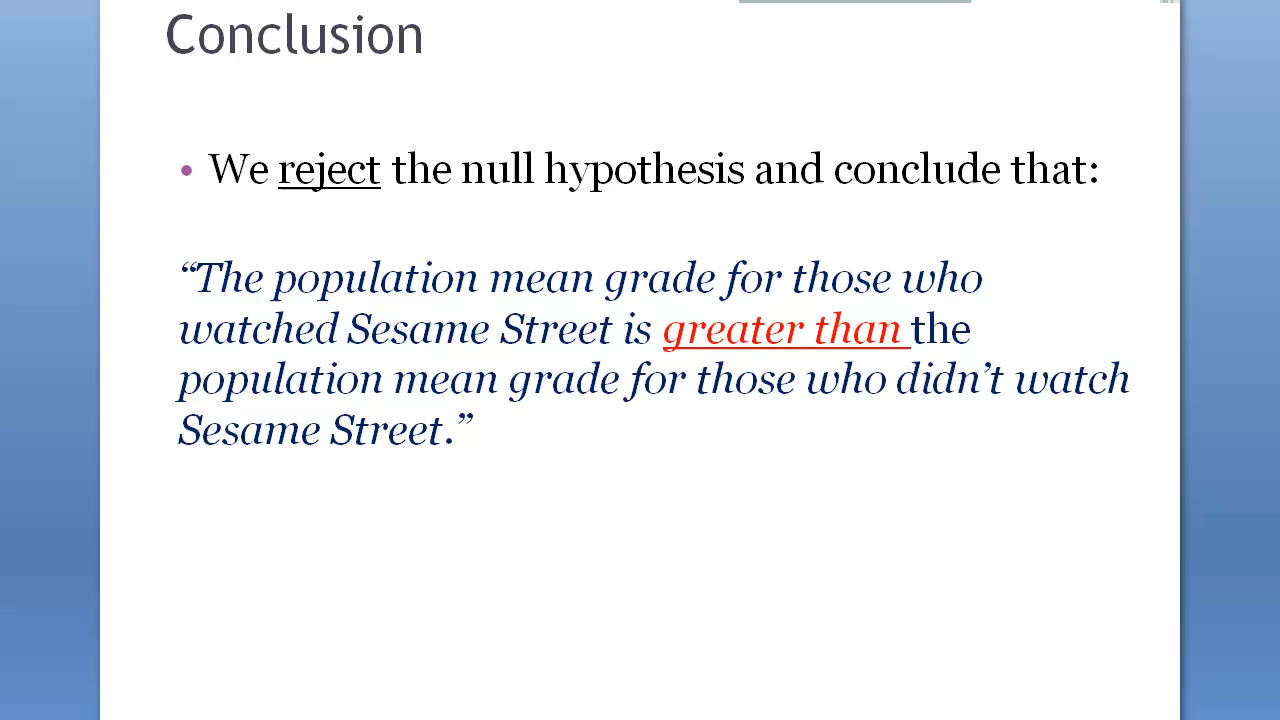 Conclusion
• We reject the null hypothesis and conclude that:
“The population mean grade for those who
watched Sesame Street is greater than the
population mean grade for those who didn’t watch
Sesame Street.”